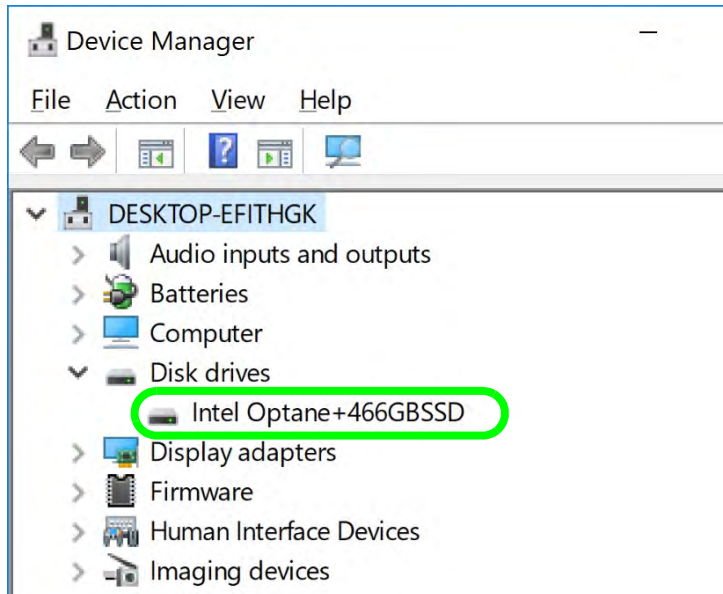 Device Manager
File Action View Help
DESKTOP-EFITHGK
Audio inputs and outputs
Batteries
Computer
Disk drives
Intel Optane+466GBSSD
Display adapters
Firmware
Human Interface Devices
Imaging devices